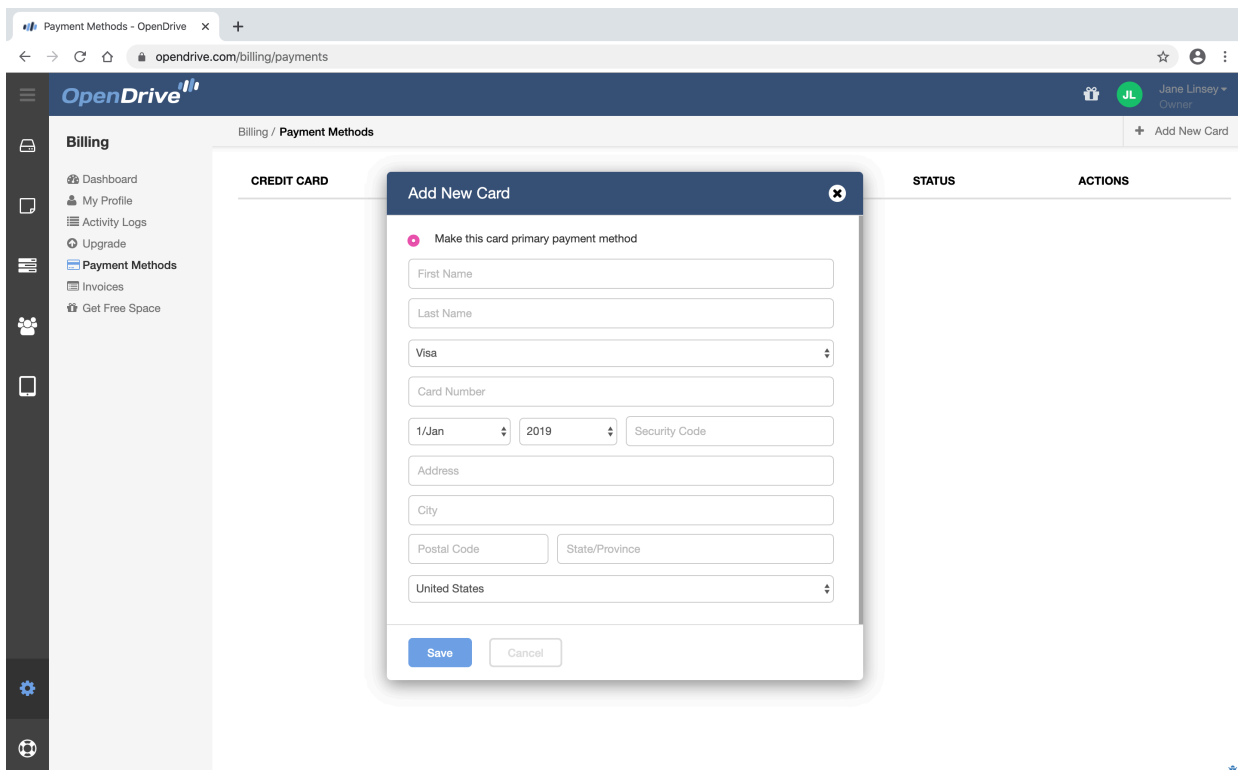 Payment Methods - OpenDrive
opendrive.com/billing/payments
OpenDrive
JL
Jane Linsey
Owner
Billing
Billing / Payment Methods
+ Add New Card
Dashboard
My Profile
Activity Logs
Upgrade
Payment Methods
Invoices
Get Free Space
CREDIT CARD
STATUS
ACTIONS
Add New Card
Make this card primary payment method
First Name
Last Name
Visa
Card Number
1/Jan 2019 Security Code
Address
City
Postal Code State/Province
United States
Save Cancel